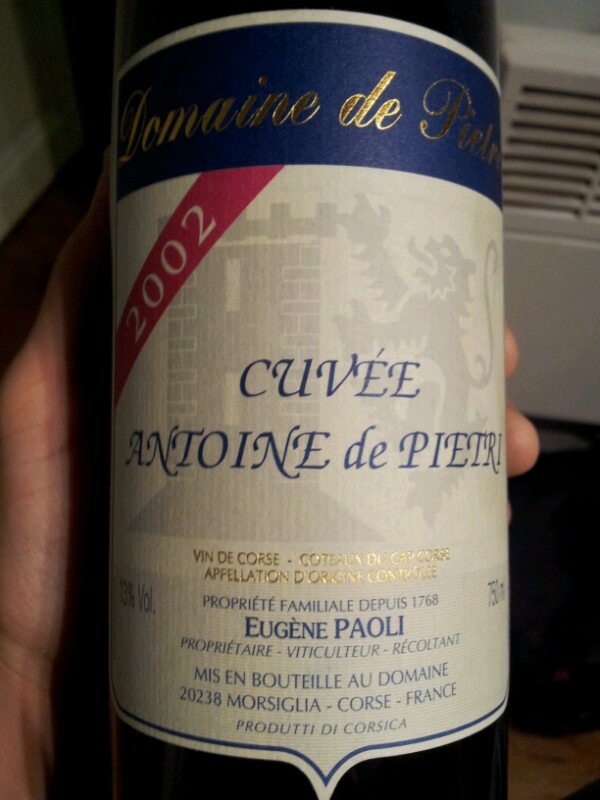 Domaine de Pietri
2002
CUVÉE
ANTOINE de PIETRI
VIN DE CORSE - COTEAUX DU CAP CORSE
APPELLATION D'ORIGINE CONTRÔLÉE
13% Vol.
750 m
PROPRIÉTÉ FAMILIALE DEPUIS 1768
EUGÈNE PAOLI
PROPRIÉTAIRE - VITICULTEUR - RÉCOLTANT
MIS EN BOUTEILLE AU DOMAINE
20238 MORSIGLIA - CORSE - FRANCE
PRODUTTI DI CORSICA